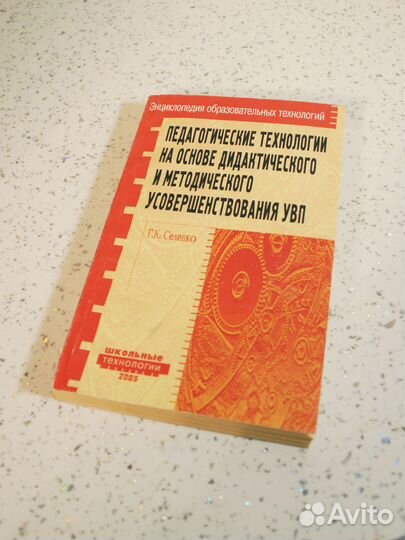 Энциклопедия образовательных технологий
ПЕДАГОГИЧЕСКИЕ ТЕХНОЛОГИИ
НА ОСНОВЕ ДИДАКТИЧЕСКОГО
И МЕТОДИЧЕСКОГО
УСОВЕРШЕНСТВОВАНИЯ УВП
Г.К. Селевко
ШКОЛЬНЫЕ
ТЕХНОЛОГИИ
2005
Avito